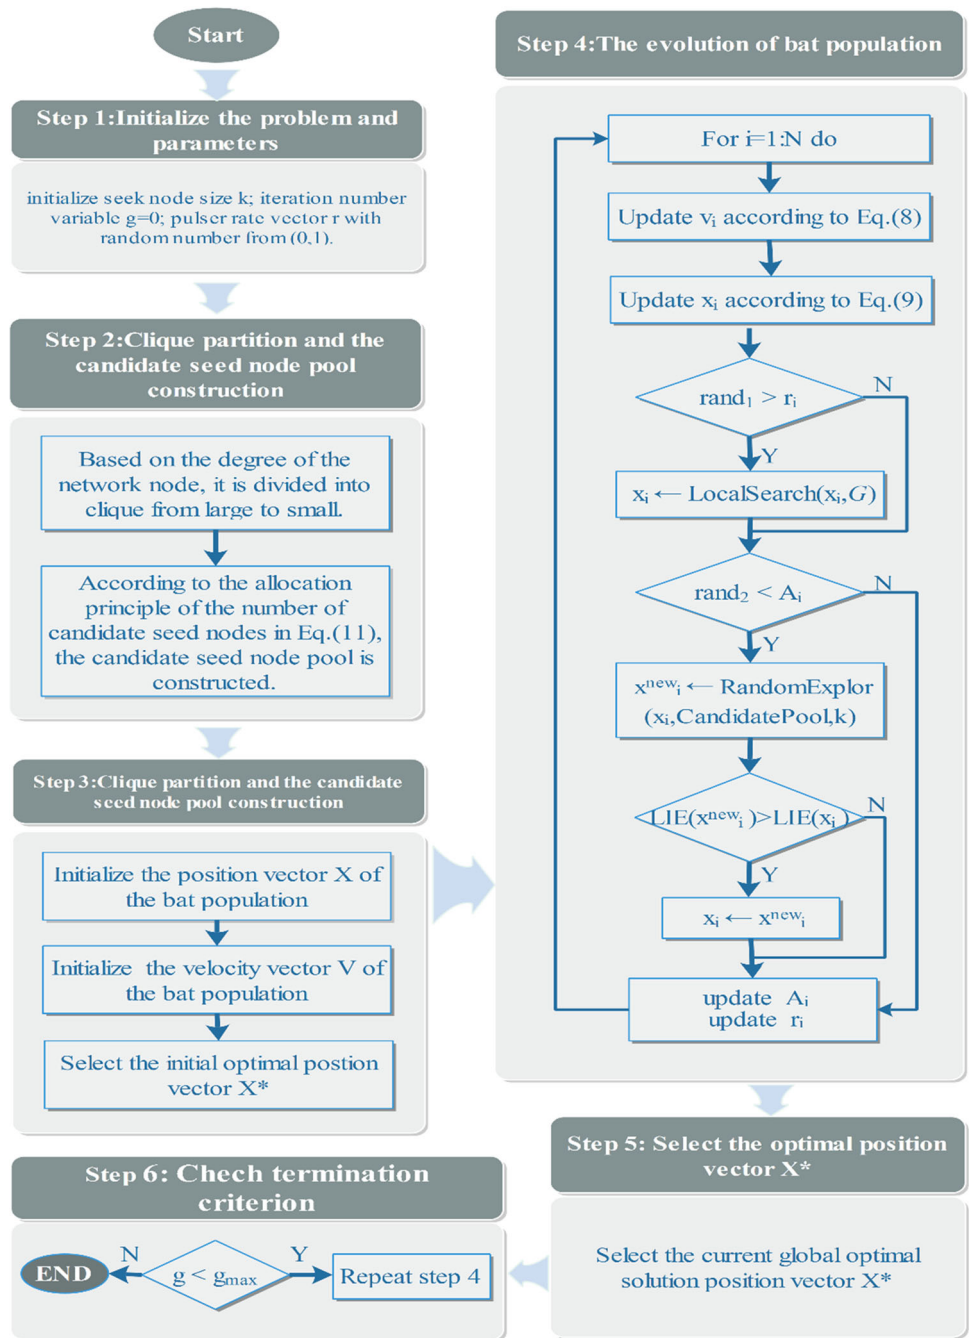 Start
Step 1:Initialize the problem and
parameters
initialize seek node size k; iteration number
variable g=0; pulser rate vector r with
random number from (0,1).
Step 2:Clique partition and the
candidate seed node pool
construction
Based on the degree of the
network node, it is divided into
clique from large to small.
According to the allocation
principle of the number of
candidate seed nodes in Eq.(11),
the candidate seed node pool is
constructed.
Step 3:Clique partition and the candidate
seed node pool construction
Initialize the position vector X of
the bat population
Initialize the velocity vector V of
the bat population
Select the initial optimal postion
vector X*
Step 4:The evolution of bat population
For i=1:N do
Update vᵢ according to Eq.(8)
Update xᵢ according to Eq.(9)
rand₁ > rᵢ
N
Y
xᵢ ← LocalSearch(xᵢ,G)
rand₂ < Aᵢ
N
Y
xⁿᵉʷᵢ ← RandomExplor
(xᵢ,CandidatePool,k)
LIE(xⁿᵉʷᵢ)>LIE(xᵢ)
N
Y
xᵢ ← xⁿᵉʷᵢ
update Aᵢ
update rᵢ
Step 5: Select the optimal position
vector X*
Select the current global optimal
solution position vector X*
Step 6: Chech termination
criterion
END
N
g < gmax
Y
Repeat step 4